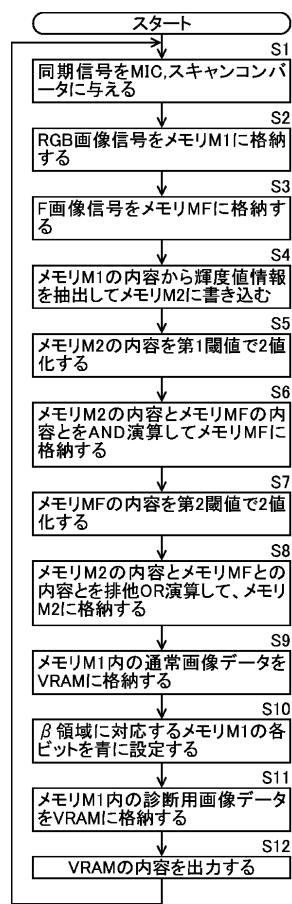 スタート
S1
同期信号をMIC,スキャンコンバ
ータに与える
S2
RGB画像信号をメモリM1に格納
する
S3
F画像信号をメモリMFに格納す
る
S4
メモリM1の内容から輝度値情報
を抽出してメモリM2に書き込む
S5
メモリM2の内容を第1閾値で2値
化する
S6
メモリM2の内容とメモリMFの内
容とをAND演算してメモリMFに
格納する
S7
メモリMFの内容を第2閾値で2値
化する
S8
メモリM2の内容とメモリMFとの
内容とを排他OR演算して、メモリ
M2に格納する
S9
メモリM1内の通常画像データを
VRAMに格納する
S10
β領域に対応するメモリM1の各
ビットを青に設定する
S11
メモリM1内の診断用画像データ
をVRAMに格納する
S12
VRAMの内容を出力する